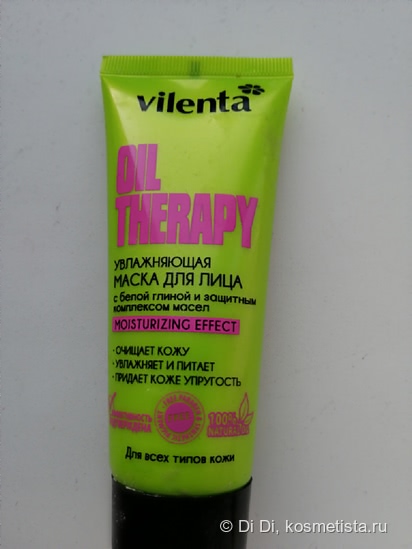 vilenta
OIL
THERAPY
УВЛАЖНЯЮЩАЯ
МАСКА ДЛЯ ЛИЦА
с белой глиной и защитным
комплексом масел
MOISTURIZING EFFECT
· ОЧИЩАЕТ КОЖУ
· УВЛАЖНЯЕТ И ПИТАЕТ
· ПРИДАЕТ КОЖЕ УПРУГОСТЬ
100%
Для всех типов кожи
© Di Di, kosmetista.ru